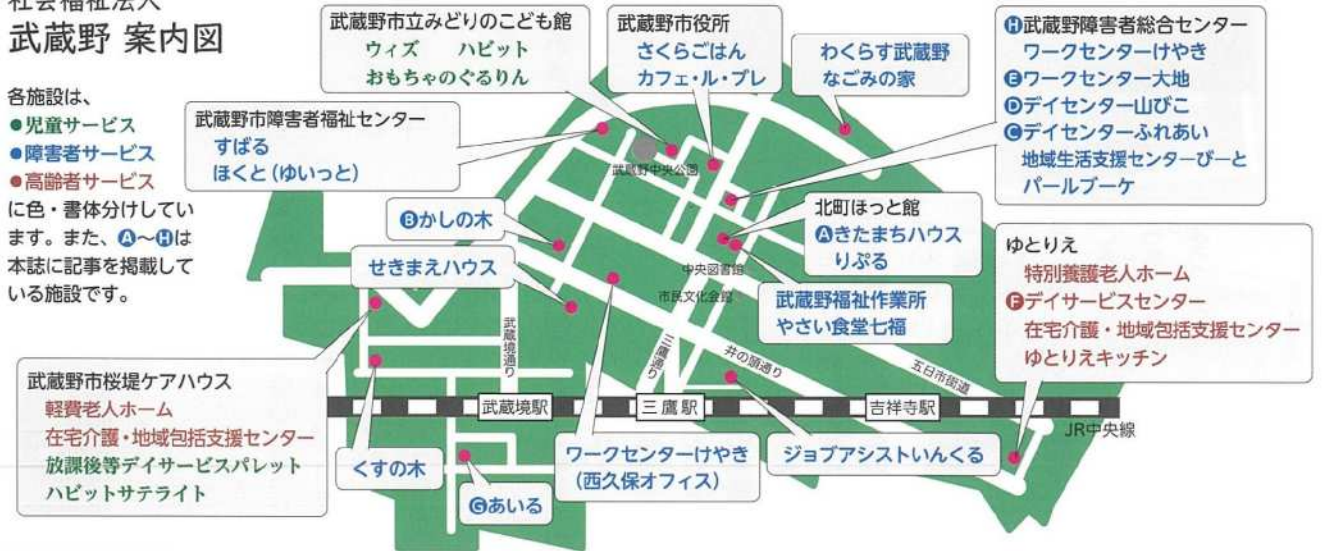 社会福祉法人
武蔵野 案内図
各施設は、
●児童サービス
●障害者サービス
●高齢者サービス
に色・書体分けしてい
ます。また、Ⓐ〜Ⓗは
本誌に記事を掲載して
いる施設です。
武蔵野市立みどりのこども館
ウィズ ハビット
おもちゃのぐるりん
武蔵野市役所
さくらごはん
カフェ・ル・ブレ
わくらす武蔵野
なごみの家
Ⓗ武蔵野障害者総合センター
ワークセンターけやき
Ⓔワークセンター大地
Ⓓデイセンター山びこ
Ⓒデイセンターふれあい
地域生活支援センターびーと
パールブーケ
武蔵野市障害者福祉センター
すばる
ほくと(ゆいっと)
武蔵野中央公園
Ⓑかしの木
せきまえハウス
北町ほっと館
Ⓐきたまちハウス
りぷる
中央図書館
市民文化会館
武蔵野福祉作業所
やさい食堂七福
ゆとりえ
特別養護老人ホーム
Ⓕデイサービスセンター
在宅介護・地域包括支援センター
ゆとりえキッチン
武蔵境通り
三鷹通り
井の頭通り
五日市街道
武蔵野市桜堤ケアハウス
軽費老人ホーム
在宅介護・地域包括支援センター
放課後等デイサービスパレット
ハビットサテライト
武蔵境駅
三鷹駅
吉祥寺駅
JR中央線
くすの木
Ⓖあいる
ワークセンターけやき
(西久保オフィス)
ジョブアシストいんくる